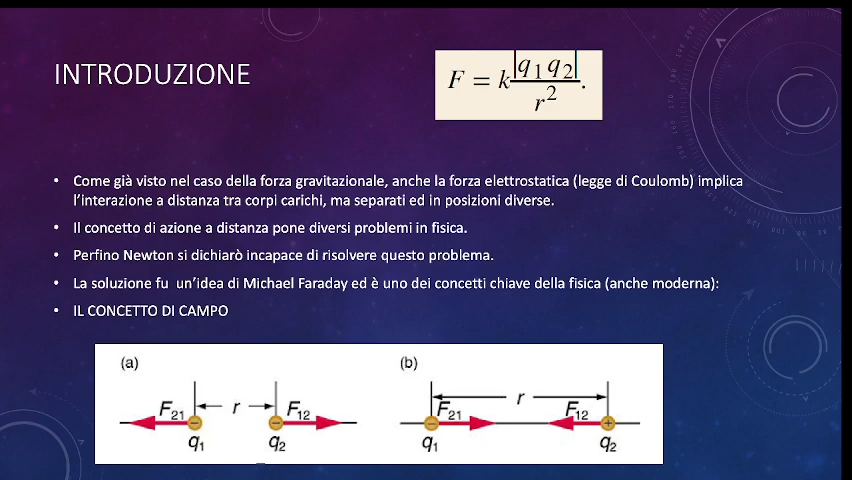 INTRODUZIONE
F = k |q₁ q₂| / r² .
• Come già visto nel caso della forza gravitazionale, anche la forza elettrostatica (legge di Coulomb) implica
l'interazione a distanza tra corpi carichi, ma separati ed in posizioni diverse.
• Il concetto di azione a distanza pone diversi problemi in fisica.
• Perfino Newton si dichiarò incapace di risolvere questo problema.
• La soluzione fu un'idea di Michael Faraday ed è uno dei concetti chiave della fisica (anche moderna):
• IL CONCETTO DI CAMPO
(a) (b)
F₂₁ r F₁₂ F₂₁ r F₁₂
− − − +
q₁ q₂ q₁ q₂